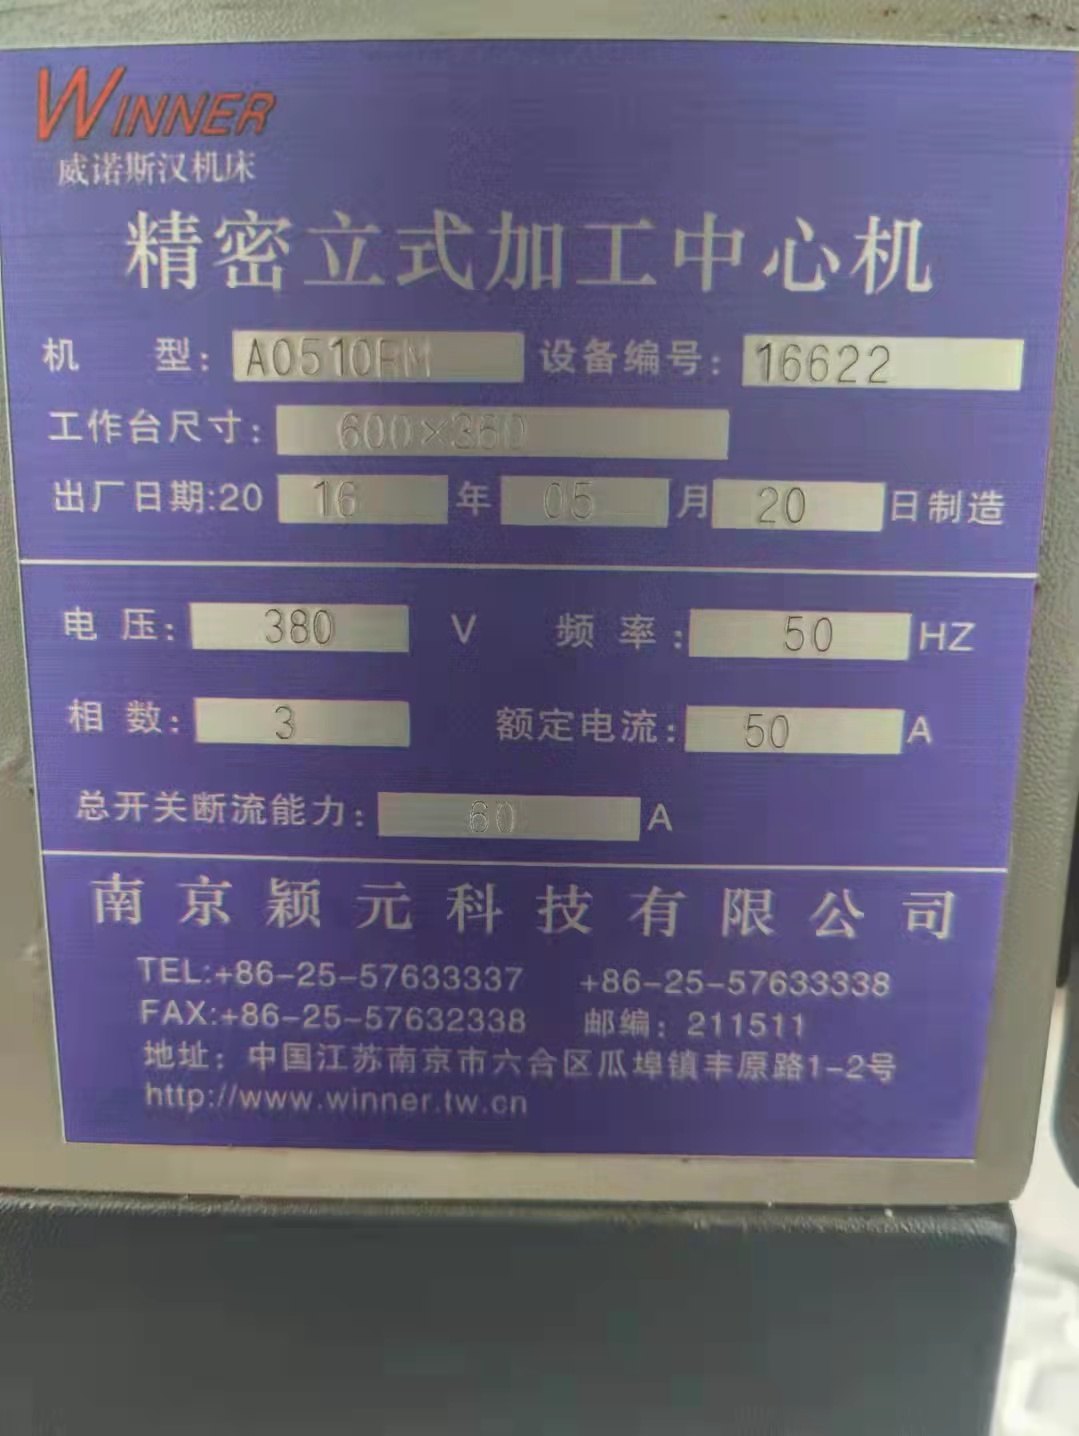 WINNER
威诺斯汉机床
精密立式加工中心机
机 型: A0510RM 设备编号: 16622
工作台尺寸: 600×360
出厂日期:20 16 年 05 月 20 日制造
电 压: 380 V 频 率: 50 HZ
相 数: 3 额定电流: 50 A
总开关断流能力: 60 A
南京颖元科技有限公司
TEL:+86-25-57633337 +86-25-57633338
FAX:+86-25-57632338 邮编: 211511
地址: 中国江苏南京市六合区瓜埠镇丰原路1-2号
http://www.winner.tw.cn